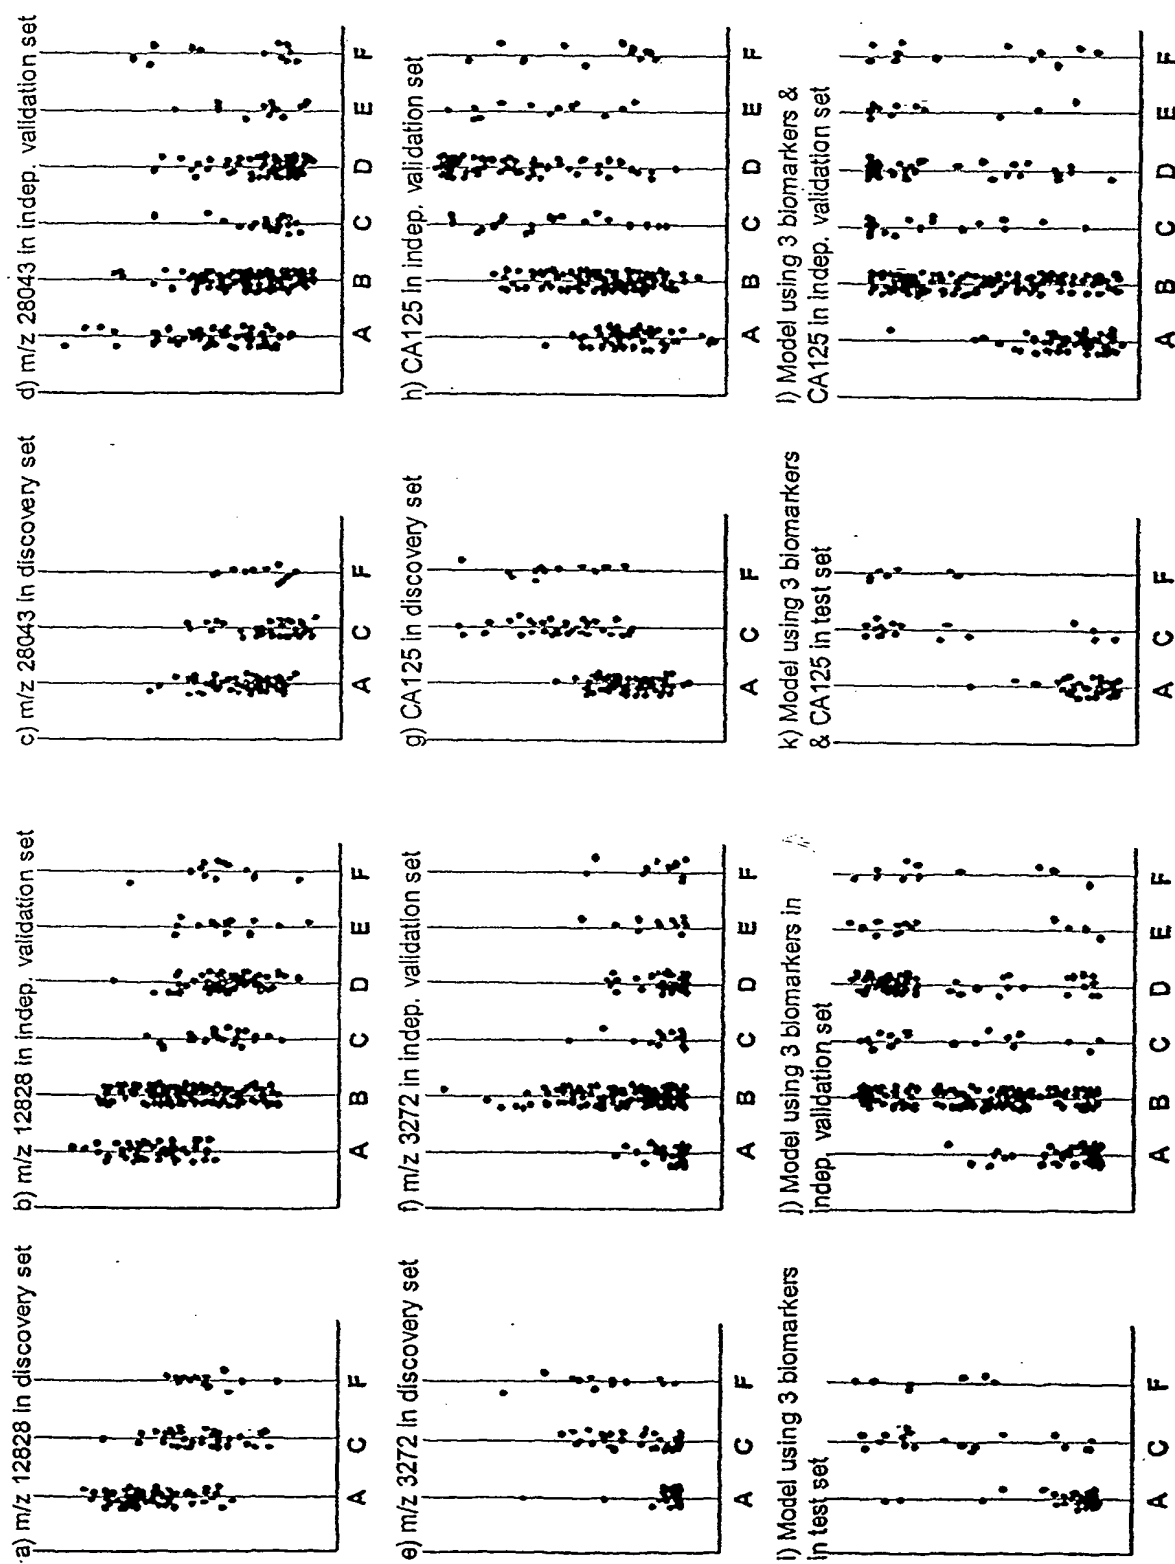 a) m/z 12828 in discovery set
A C F
b) m/z 12828 in indep. validation set
A B C D E F
c) m/z 28043 in discovery set
A C F
d) m/z 28043 in indep. validation set
A B C D E F
e) m/z 3272 in discovery set
A C F
f) m/z 3272 in indep. validation set
A B C D E F
g) CA125 in discovery set
A C F
h) CA125 in indep. validation set
A B C D E F
i) Model using 3 biomarkers
in test set
A C F
j) Model using 3 biomarkers in
indep. validation set
A B C D E F
k) Model using 3 biomarkers
& CA125 in test set
A C F
l) Model using 3 biomarkers &
CA125 in indep. validation set
A B C D E F